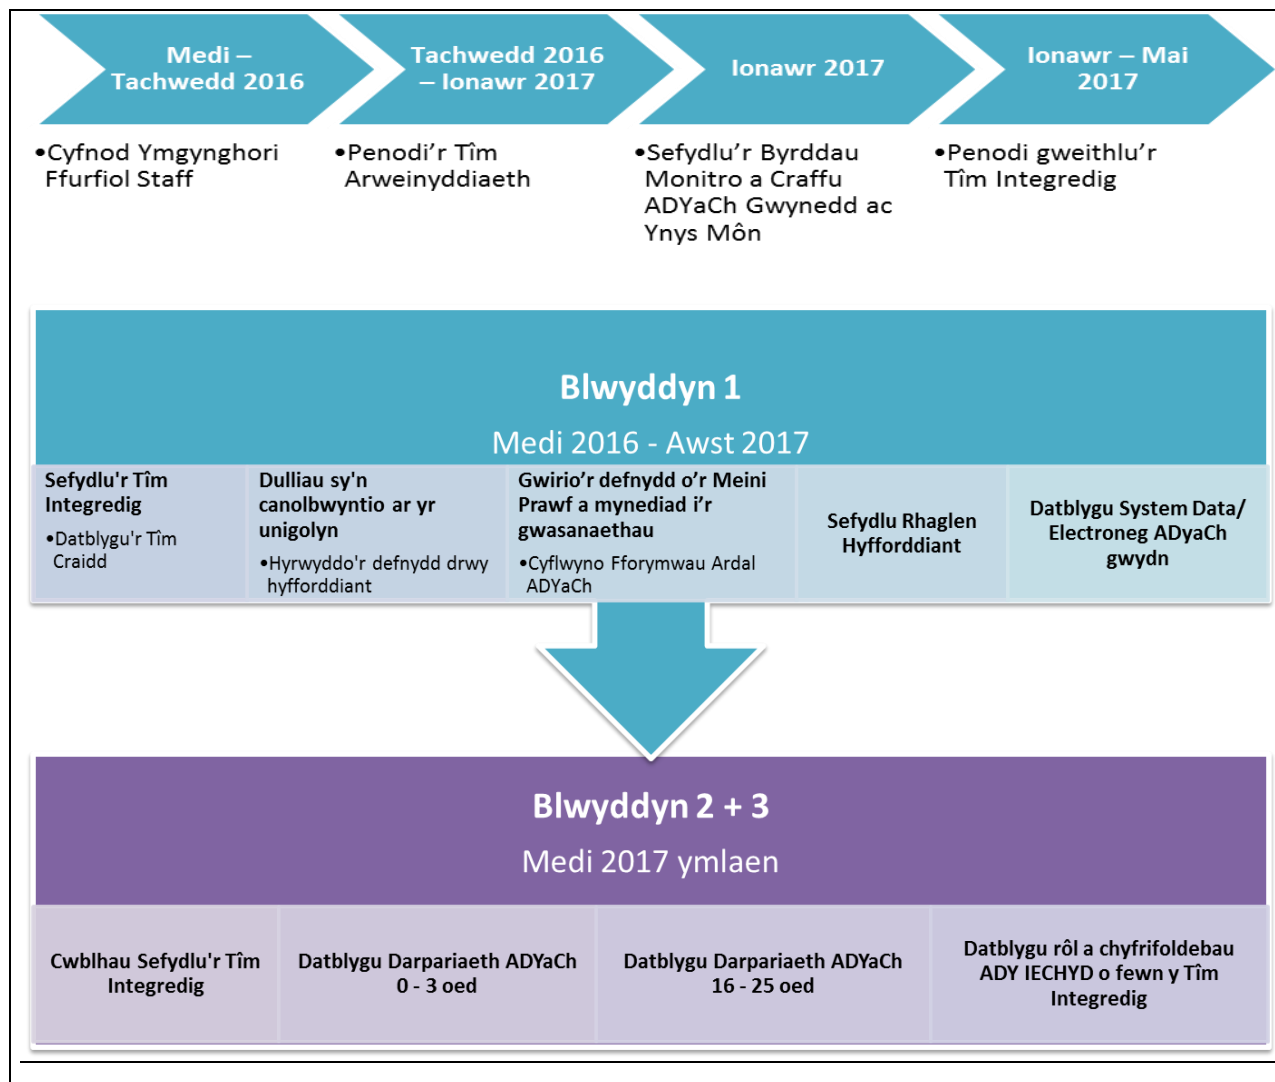 Medi –
Tachwedd 2016
•Cyfnod Ymgynghori
Ffurfiol Staff
Tachwedd 2016
– Ionawr 2017
•Penodi’r Tîm
Arweinyddiaeth
Ionawr 2017
•Sefydlu’r Byrddau
Monitro a Craffu
ADYaCh Gwynedd ac
Ynys Môn
Ionawr – Mai
2017
•Penodi gweithlu’r
Tîm Integredig
Blwyddyn 1
Medi 2016 - Awst 2017
Sefydlu'r Tîm
Integredig
•Datblygu'r Tîm
Craidd
Dulliau sy'n
canolbwyntio ar yr
unigolyn
•Hyrwyddo'r defnydd drwy
hyfforddiant
Gwirio’r defnydd o’r Meini
Prawf a mynediad i’r
gwasanaethau
•Cyflwyno Fforymwau Ardal
ADYaCh
Sefydlu Rhaglen
Hyfforddiant
Datblygu System Data/
Electroneg ADyaCh
gwydn
Blwyddyn 2 + 3
Medi 2017 ymlaen
Cwblhau Sefydlu'r Tîm
Integredig
Datblygu Darpariaeth ADYaCh
0 - 3 oed
Datblygu Darpariaeth ADYaCh
16 - 25 oed
Datblygu rôl a chyfrifoldebau
ADY IECHYD o fewn y Tîm
Integredig